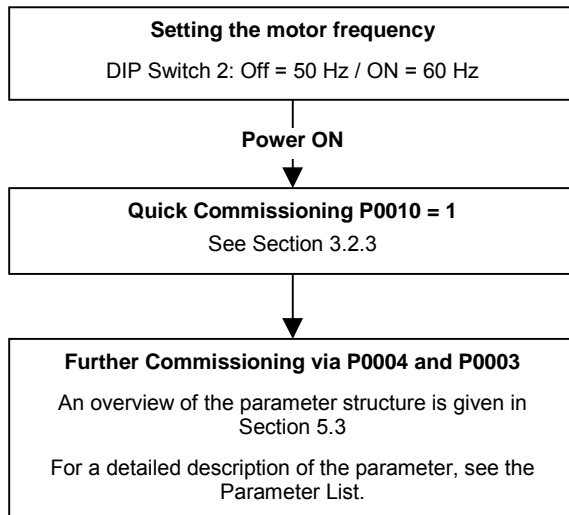 Setting the motor frequency
DIP Switch 2: Off = 50 Hz / ON = 60 Hz
Power ON
Quick Commissioning P0010 = 1
See Section 3.2.3
Further Commissioning via P0004 and P0003
An overview of the parameter structure is given in
Section 5.3
For a detailed description of the parameter, see the
Parameter List.